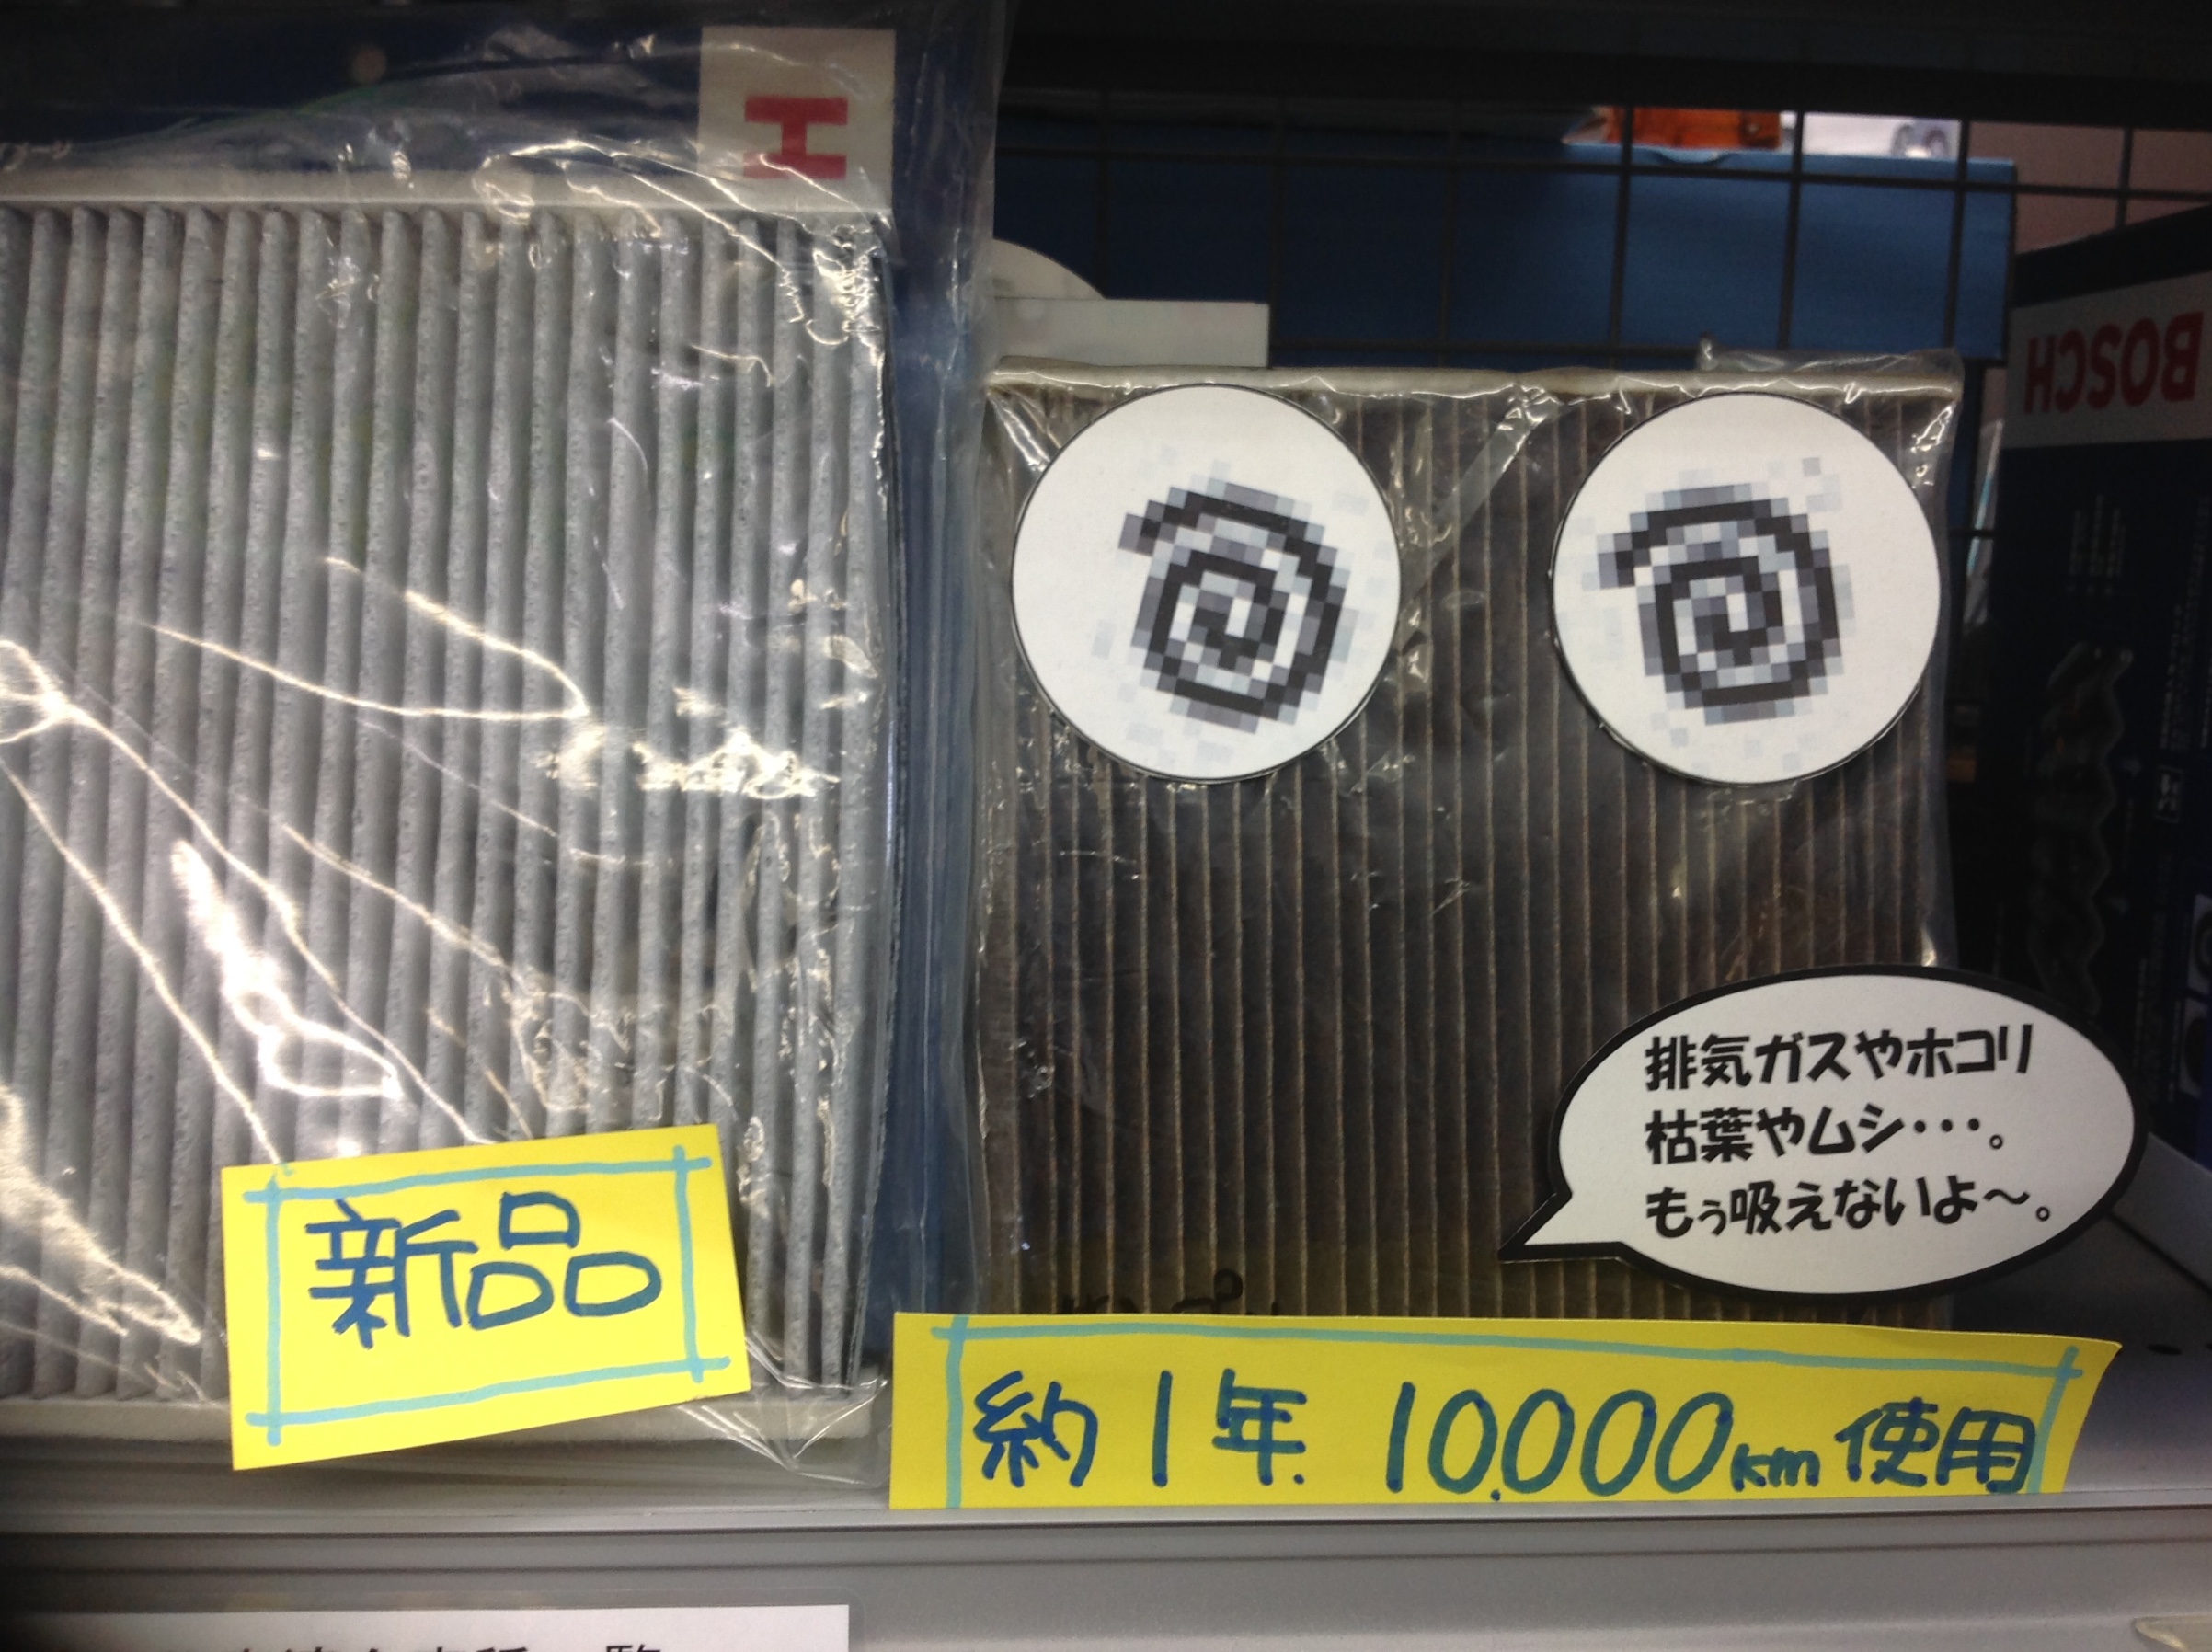 H
BOSCH
新品
排気ガスやホコリ
枯葉やムシ・・・。
もぅ吸えないよ～。
約1年 10,000km使用